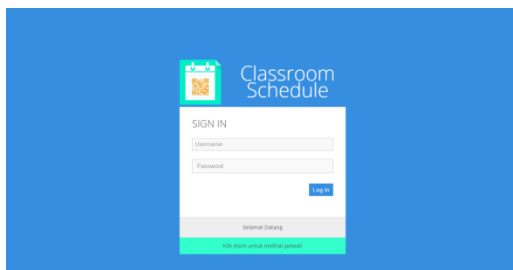 Classroom
Schedule
SIGN IN
Username
Password
Log In
Selamat Datang
Klik disini untuk melihat jadwal!